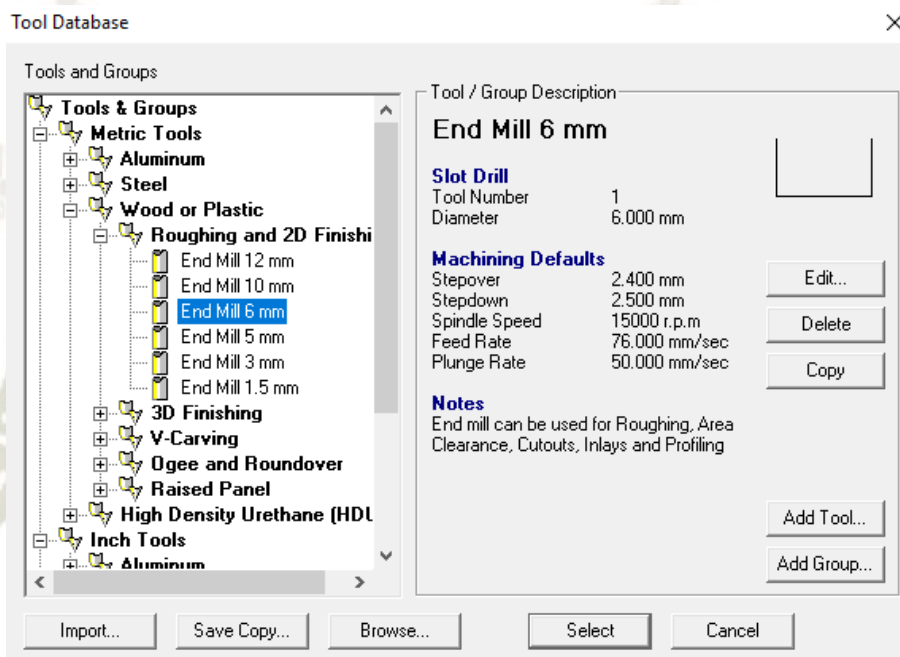 Tool Database
Tools and Groups
Tools & Groups
Metric Tools
Aluminum
Steel
Wood or Plastic
Roughing and 2D Finishi
End Mill 12 mm
End Mill 10 mm
End Mill 6 mm
End Mill 5 mm
End Mill 3 mm
End Mill 1.5 mm
3D Finishing
V-Carving
Ogee and Roundover
Raised Panel
High Density Urethane (HDU
Inch Tools
Aluminum
Tool / Group Description
End Mill 6 mm
Slot Drill
Tool Number 1
Diameter 6.000 mm
Machining Defaults
Stepover 2.400 mm
Stepdown 2.500 mm
Spindle Speed 15000 r.p.m
Feed Rate 76.000 mm/sec
Plunge Rate 50.000 mm/sec
Notes
End mill can be used for Roughing, Area
Clearance, Cutouts, Inlays and Profiling
Edit...
Delete
Copy
Add Tool...
Add Group...
Import...
Save Copy...
Browse...
Select
Cancel